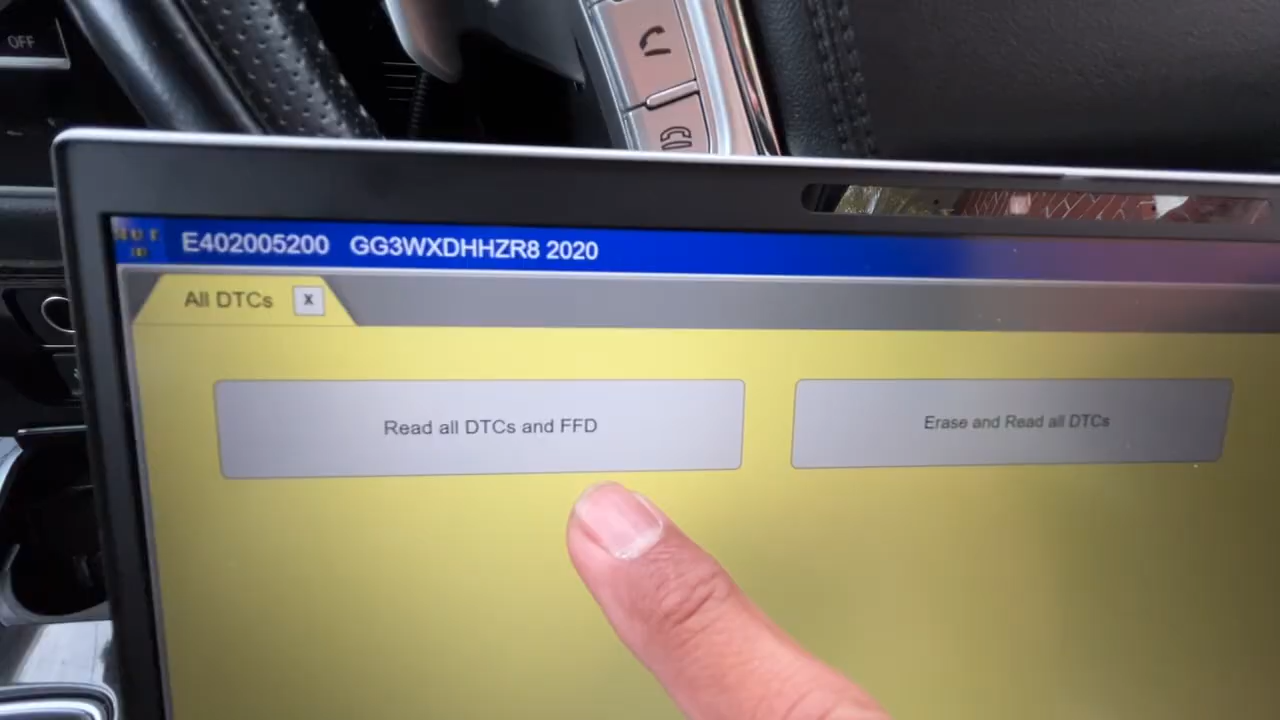 OFF
E402005200 GG3WXDHHZR8 2020
All DTCs X
Read all DTCs and FFD
Erase and Read all DTCs